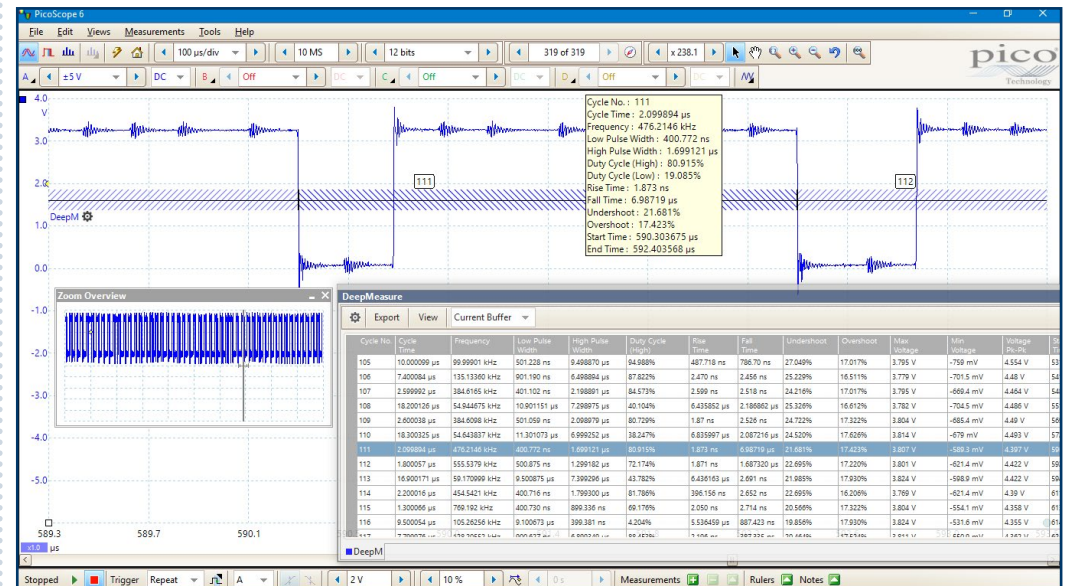 PicoScope 6
File Edit Views Measurements Tools Help
100 µs/div 10 MS 12 bits 319 of 319 x 238.1
pico
Technology
A ±5 V DC B Off DC C Off DC D Off DC
4.0
V
3.0
2.0
1.0
0.0
-1.0
-2.0
-3.0
-4.0
-5.0
DeepM
111
112
Cycle No. : 111
Cycle Time : 2.099894 µs
Frequency : 476.2146 kHz
Low Pulse Width : 400.772 ns
High Pulse Width : 1.699121 µs
Duty Cycle (High) : 80.915%
Duty Cycle (Low) : 19.085%
Rise Time : 1.873 ns
Fall Time : 6.98719 µs
Undershoot : 21.681%
Overshoot : 17.423%
Start Time : 590.303675 µs
End Time : 592.403568 µs
Zoom Overview
DeepMeasure
Export View Current Buffer
Cycle No. Cycle Time Frequency Low Pulse Width High Pulse Width Duty Cycle (High) Rise Time Fall Time Undershoot Overshoot Max Voltage Min Voltage Voltage Pk-Pk
105 10.000099 µs 99.99901 kHz 501.228 ns 9.498870 µs 94.988% 487.718 ns 786.70 ns 27.049% 17.017% 3.795 V -759 mV 4.554 V
106 7.400084 µs 135.13360 kHz 901.190 ns 6.498894 µs 87.822% 2.470 ns 2.456 ns 25.229% 16.511% 3.779 V -701.5 mV 4.48 V
107 2.599992 µs 384.6165 kHz 401.102 ns 2.198891 µs 84.573% 2.599 ns 2.518 ns 24.216% 17.017% 3.795 V -669.4 mV 4.464 V
108 18.200126 µs 54.944675 kHz 10.901151 µs 7.298975 µs 40.104% 6.435852 µs 2.186862 µs 25.326% 16.612% 3.782 V -704.5 mV 4.486 V
109 2.600038 µs 384.6098 kHz 501.059 ns 2.098979 µs 80.729% 1.87 ns 2.526 ns 24.722% 17.322% 3.804 V -685.4 mV 4.49 V
110 18.300325 µs 54.643837 kHz 11.301073 µs 6.999252 µs 38.247% 6.835997 µs 2.087216 µs 24.520% 17.626% 3.814 V -679 mV 4.493 V
111 2.099894 µs 476.2146 kHz 400.772 ns 1.699121 µs 80.915% 1.873 ns 6.98719 µs 21.681% 17.423% 3.807 V -589.3 mV 4.397 V
112 1.800057 µs 555.5379 kHz 500.875 ns 1.299182 µs 72.174% 1.871 ns 1.687320 µs 22.695% 17.220% 3.801 V -621.4 mV 4.422 V
113 16.900171 µs 59.170999 kHz 9.500875 µs 7.399296 µs 43.782% 6.436163 µs 2.691 ns 21.985% 17.930% 3.824 V -598.9 mV 4.422 V
114 2.200016 µs 454.5421 kHz 400.716 ns 1.799300 µs 81.786% 396.156 ns 2.652 ns 22.695% 16.206% 3.769 V -621.4 mV 4.39 V
115 1.300066 µs 769.192 kHz 400.730 ns 899.336 ns 69.176% 2.050 ns 2.714 ns 20.566% 17.322% 3.804 V -554.1 mV 4.358 V
116 9.500054 µs 105.26256 kHz 9.100673 µs 399.381 ns 4.204% 5.536459 µs 887.423 ns 19.856% 17.930% 3.824 V -531.6 mV 4.355 V
DeepM
589.3 589.7 590.1
x1.0 µs
Stopped Trigger Repeat A 2 V 10 % 0 s Measurements Rulers Notes